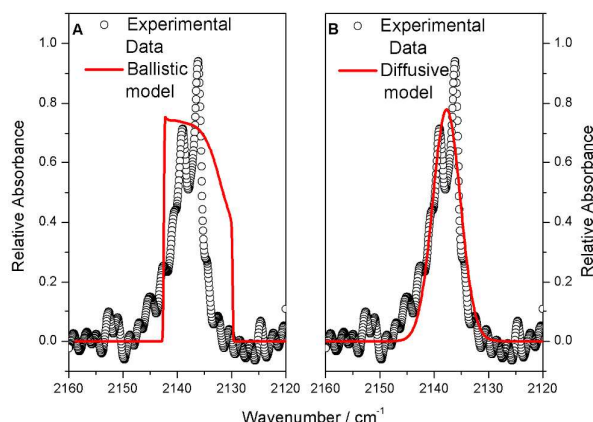 A
Experimental
Data
Ballistic
model
1.0
0.8
0.6
0.4
0.2
0.0
Relative Absorbance
2160 2150 2140 2130 2120
B
Experimental
Data
Diffusive
model
1.0
0.8
0.6
0.4
0.2
0.0
Relative Absorbance
2160 2150 2140 2130 2120
Wavenumber / cm⁻¹